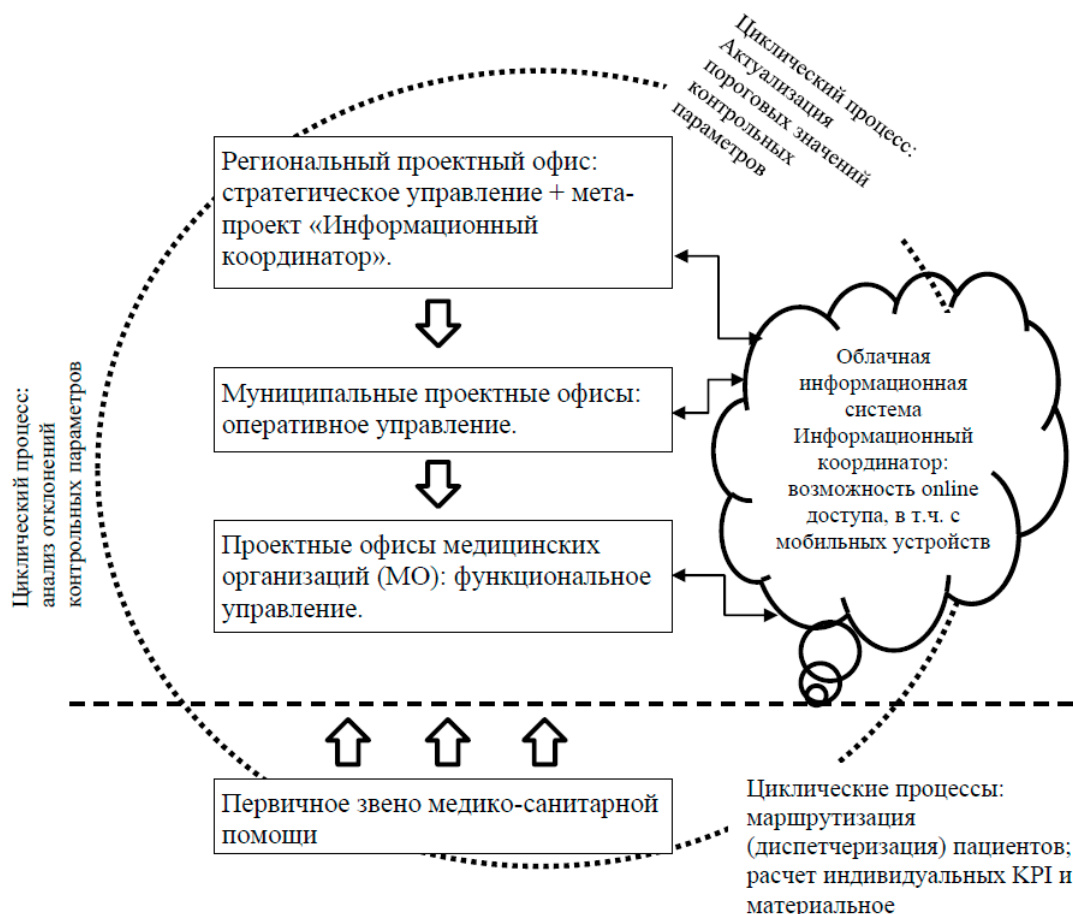 Циклический процесс:
Актуализация
пороговых значений
контрольных
параметров
Региональный проектный офис:
стратегическое управление + мета-
проект «Информационный
координатор».
Муниципальные проектные офисы:
оперативное управление.
Проектные офисы медицинских
организаций (МО): функциональное
управление.
Облачная
информационная
система
Информационный
координатор:
возможность online
доступа, в т.ч. с
мобильных устройств
Циклический процесс:
анализ отклонений
контрольных параметров
Первичное звено медико-санитарной
помощи
Циклические процессы:
маршрутизация
(диспетчеризация) пациентов;
расчет индивидуальных KPI и
материальное